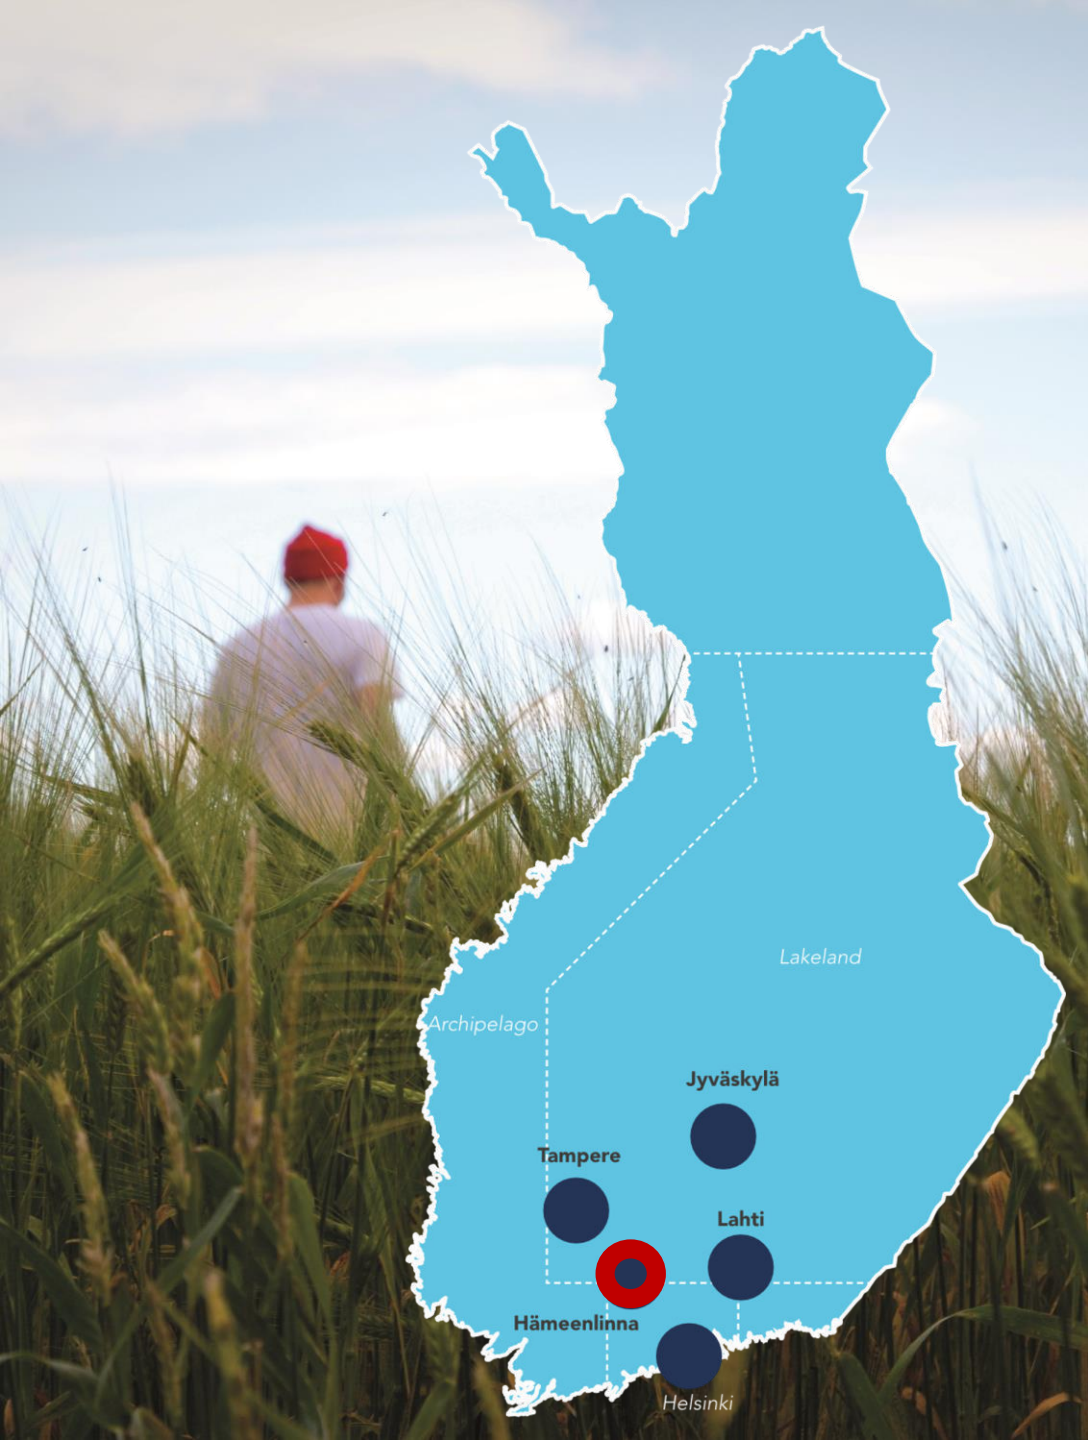 Lakeland
Archipelago
Jyväskylä
Tampere
Lahti
Hämeenlinna
Helsinki